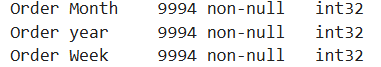 Order Month 9994 non-null int32
Order year 9994 non-null int32
Order Week 9994 non-null int32